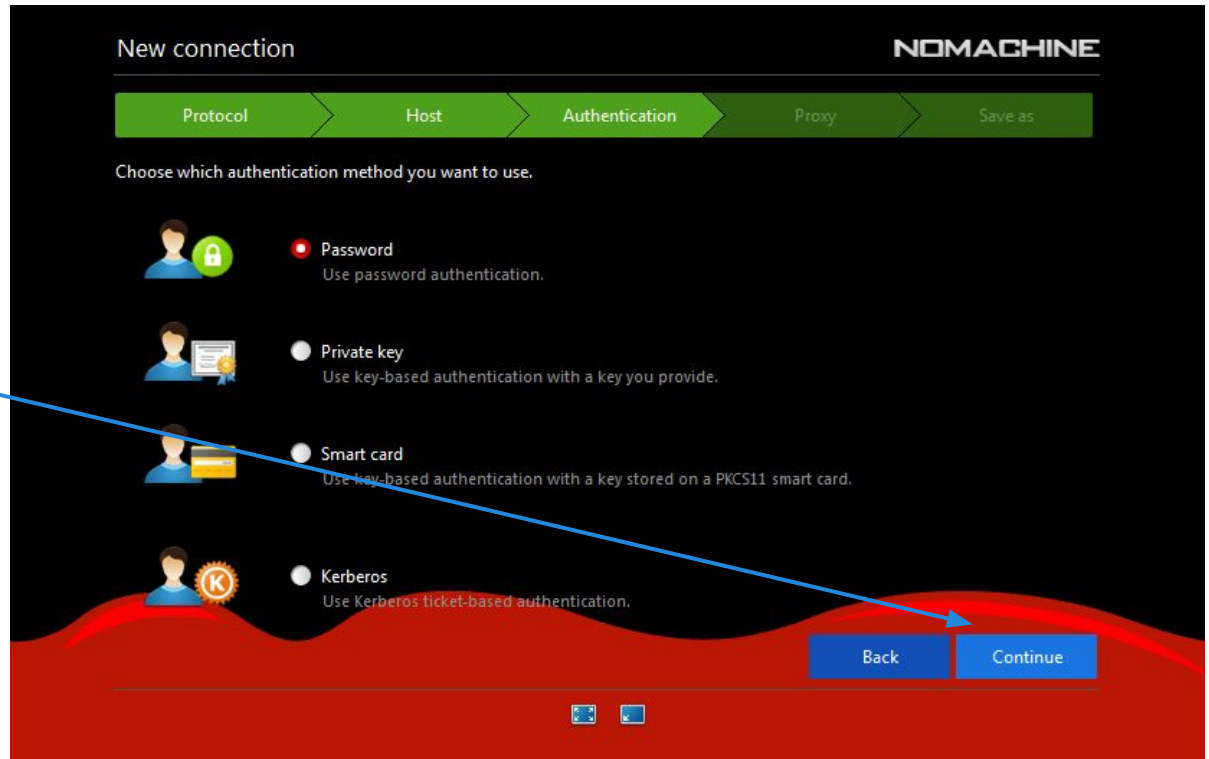 New connection
NOMACHINE
Protocol
Host
Authentication
Proxy
Save as
Choose which authentication method you want to use.
Password
Use password authentication.
Private key
Use key-based authentication with a key you provide.
Smart card
Use key-based authentication with a key stored on a PKCS11 smart card.
K
Kerberos
Use Kerberos ticket-based authentication.
Back
Continue